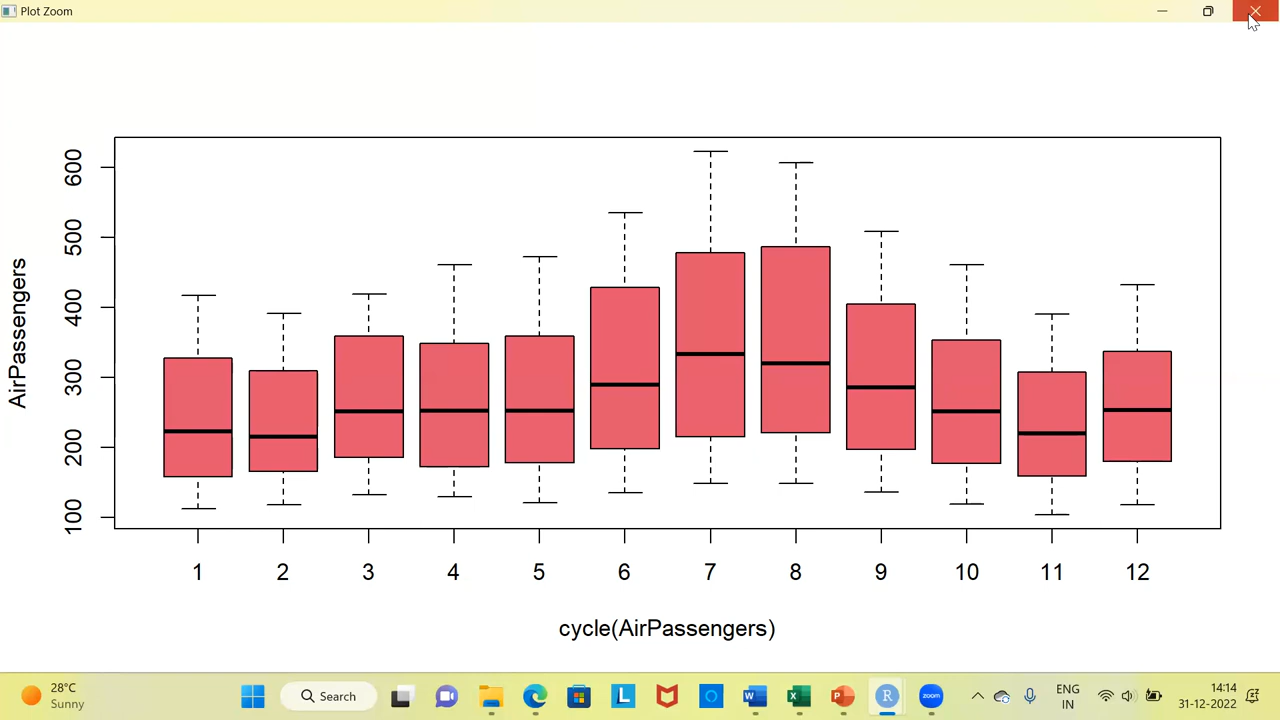 Plot Zoom
AirPassengers
600
500
400
300
200
100
1 2 3 4 5 6 7 8 9 10 11 12
cycle(AirPassengers)
28°C
Sunny
Search
L
W
X
P
R
zoom
ENG
IN
14:14
31-12-2022